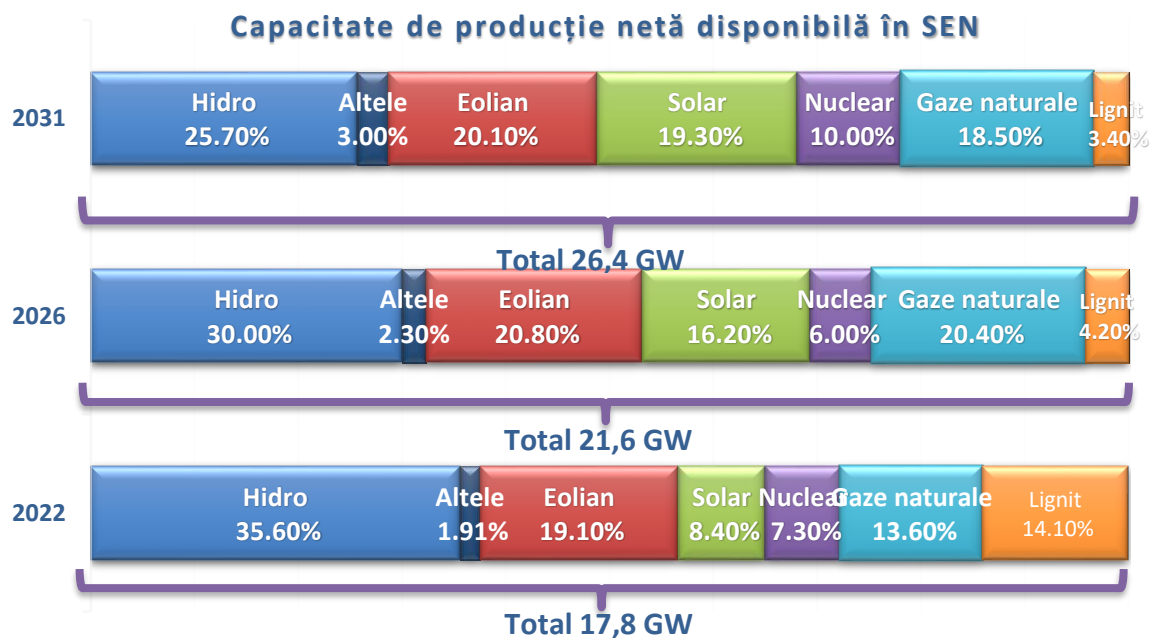 Capacitate de producție netă disponibilă în SEN
2031
Hidro
25.70%
Altele
3.00%
Eolian
20.10%
Solar
19.30%
Nuclear
10.00%
Gaze naturale
18.50%
Lignit
3.40%
Total 26,4 GW
2026
Hidro
30.00%
Altele
2.30%
Eolian
20.80%
Solar
16.20%
Nuclear
6.00%
Gaze naturale
20.40%
Lignit
4.20%
Total 21,6 GW
2022
Hidro
35.60%
Altele
1.91%
Eolian
19.10%
Solar
8.40%
Nuclear
7.30%
Gaze naturale
13.60%
Lignit
14.10%
Total 17,8 GW